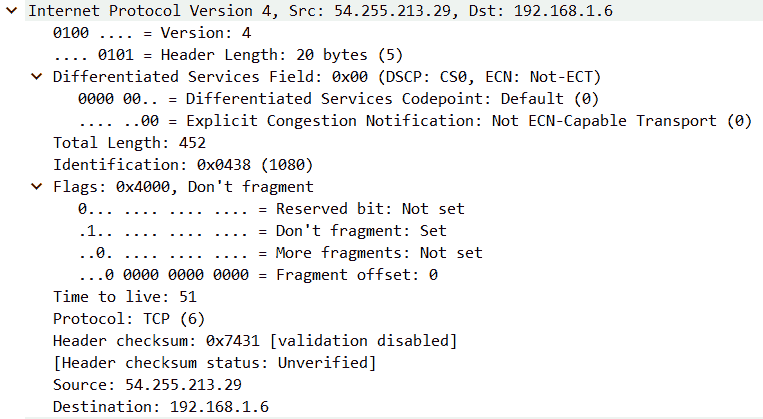 Internet Protocol Version 4, Src: 54.255.213.29, Dst: 192.168.1.6
0100 .... = Version: 4
.... 0101 = Header Length: 20 bytes (5)
Differentiated Services Field: 0x00 (DSCP: CS0, ECN: Not-ECT)
0000 00.. = Differentiated Services Codepoint: Default (0)
.... ..00 = Explicit Congestion Notification: Not ECN-Capable Transport (0)
Total Length: 452
Identification: 0x0438 (1080)
Flags: 0x4000, Don't fragment
0... .... .... .... = Reserved bit: Not set
.1.. .... .... .... = Don't fragment: Set
..0. .... .... .... = More fragments: Not set
...0 0000 0000 0000 = Fragment offset: 0
Time to live: 51
Protocol: TCP (6)
Header checksum: 0x7431 [validation disabled]
[Header checksum status: Unverified]
Source: 54.255.213.29
Destination: 192.168.1.6